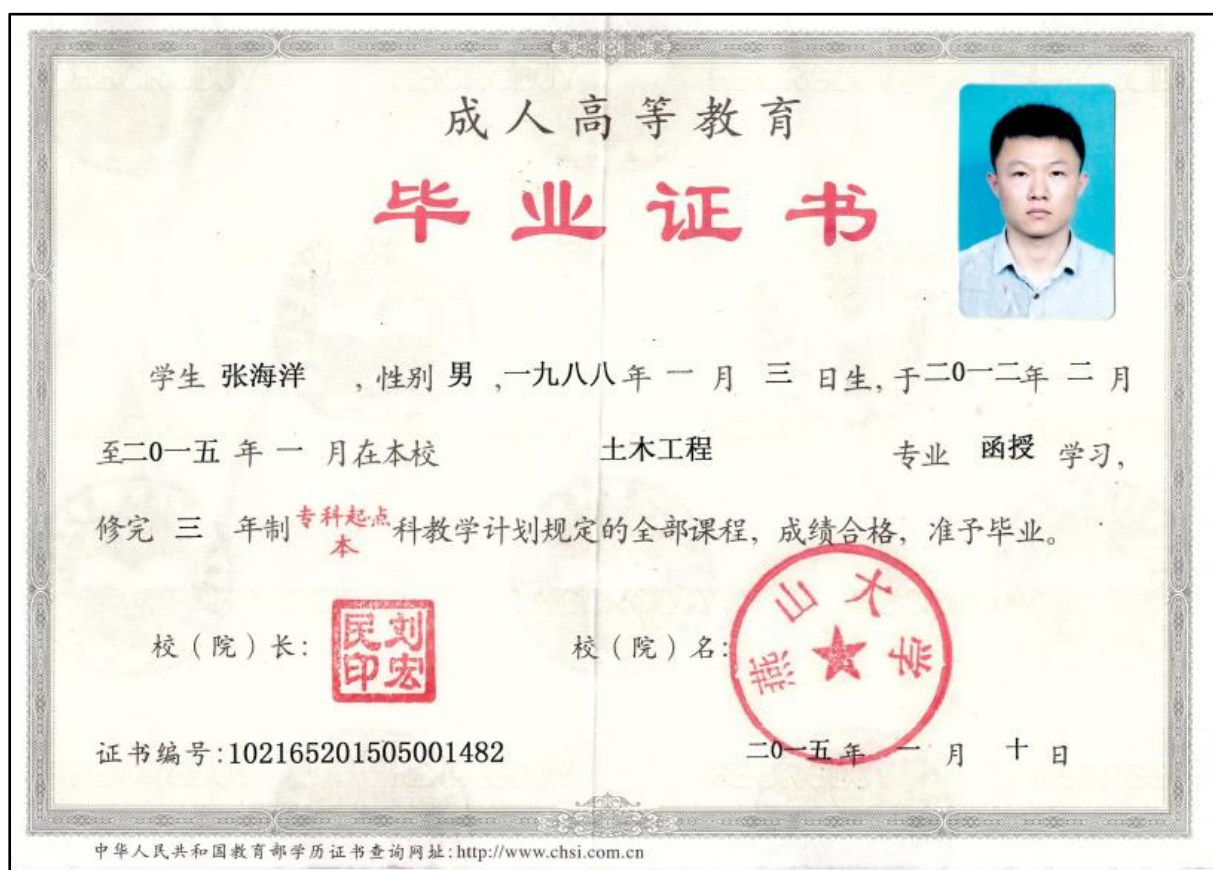 成人高等教育
毕业证书
学生 张海洋 , 性别 男 , 一九八八 年 一 月 三 日生, 于二0一二年 二 月
至二0一五 年 一 月在本校 土木工程 专业 函授 学习,
修完 三 年制 专科起点本 科教学计划规定的全部课程, 成绩合格, 准予毕业。
校(院)长: 刘宏民印
校(院)名: 燕山大学
证书编号:102165201505001482
二0一五 年 一 月 十 日
中华人民共和国教育部学历证书查询网址:http://www.chsi.com.cn